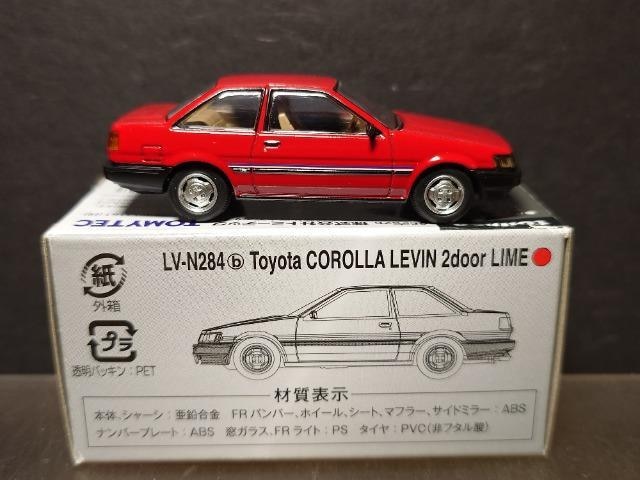 TOMYTEC
LV-N284ⓑ Toyota COROLLA LEVIN 2door LIME
紙
外箱
プラ
透明パッキン：PET
材質表示
本体、シャーシ：亜鉛合金 FRバンパー、ホイール、シート、マフラー、サイドミラー：ABS
ナンバープレート：ABS 窓ガラス、FRライト：PS タイヤ：PVC（非フタル酸）